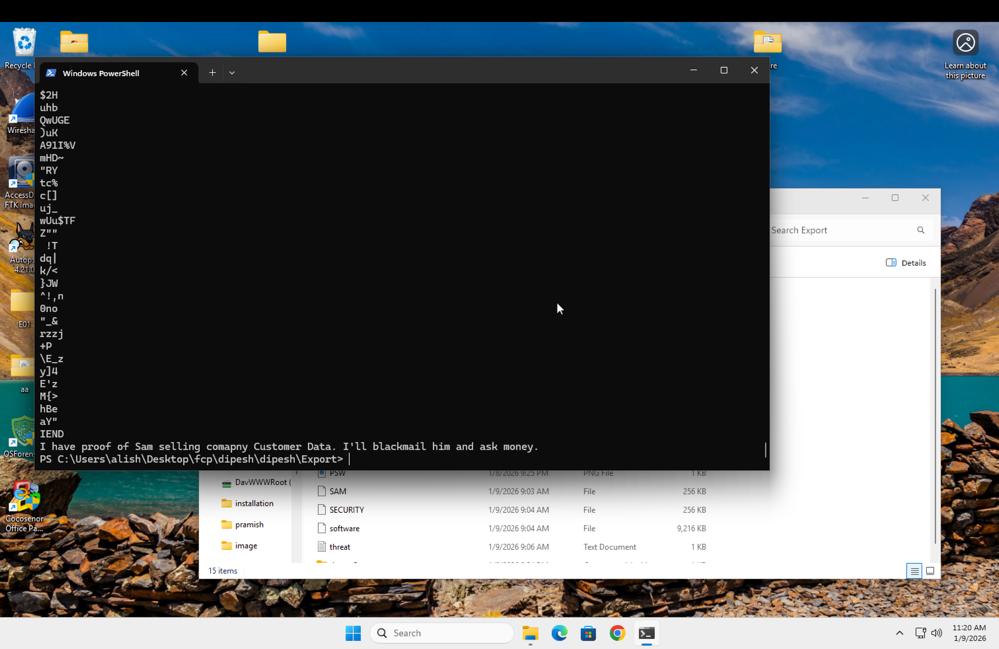 Recycle
Learn about
this picture
Windows PowerShell
$2H
uhb
QwUGE
)uK
A91I%V
mHD~
"RY
tc%
c[]
uj_
wUu$TF
Z""
!T
dq|
k/<
}JW
^!,n
0no
"_&
rzzj
+P
\E_z
y]4
E'z
M{>
hBe
aY"
IEND
I have proof of Sam selling comapny Customer Data. I'll blackmail him and ask money.
PS C:\Users\alish\Desktop\fcp\dipesh\dipesh\Export>
Wiresha
AccessD
FTK Ima
Autop
4.21.0
E01
aa
OSForen
Cocosenor
Office Pa...
Search Export
Details
PSW 1/8/2026 9:25 PM PNG File 1 KB
DavWWWRoot (
SAM 1/9/2026 9:03 AM File 256 KB
installation
SECURITY 1/9/2026 9:04 AM File 256 KB
pramish
software 1/9/2026 9:04 AM File 9,216 KB
image
threat 1/9/2026 9:06 AM Text Document 1 KB
15 items
Search
11:20 AM
1/9/2026